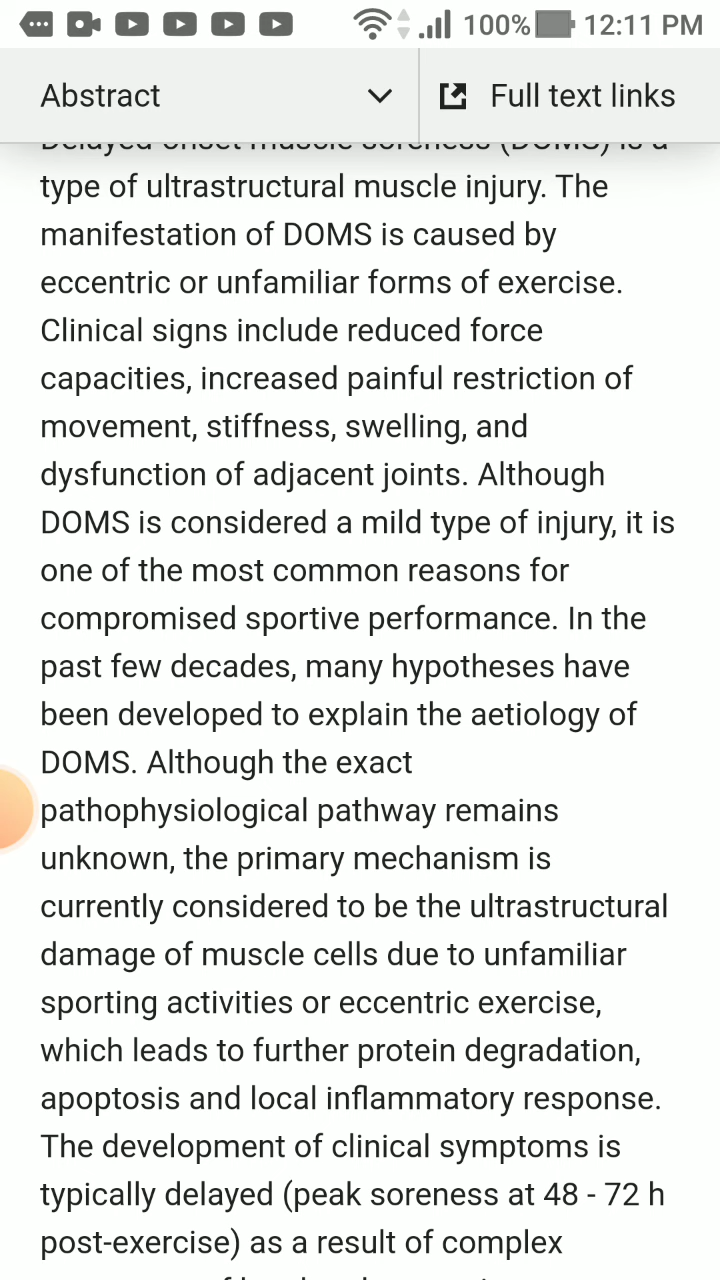 100% 12:11 PM
Abstract
Full text links
Delayed-onset muscle soreness (DOMS) is a
type of ultrastructural muscle injury. The
manifestation of DOMS is caused by
eccentric or unfamiliar forms of exercise.
Clinical signs include reduced force
capacities, increased painful restriction of
movement, stiffness, swelling, and
dysfunction of adjacent joints. Although
DOMS is considered a mild type of injury, it is
one of the most common reasons for
compromised sportive performance. In the
past few decades, many hypotheses have
been developed to explain the aetiology of
DOMS. Although the exact
pathophysiological pathway remains
unknown, the primary mechanism is
currently considered to be the ultrastructural
damage of muscle cells due to unfamiliar
sporting activities or eccentric exercise,
which leads to further protein degradation,
apoptosis and local inflammatory response.
The development of clinical symptoms is
typically delayed (peak soreness at 48 - 72 h
post-exercise) as a result of complex